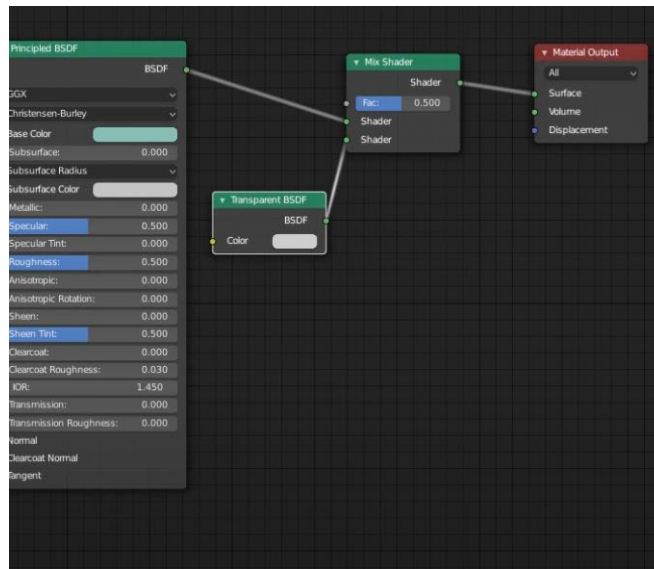 Principled BSDF
BSDF
GGX
Christensen-Burley
Base Color
Subsurface: 0.000
Subsurface Radius
Subsurface Color
Metallic: 0.000
Specular: 0.500
Specular Tint: 0.000
Roughness: 0.500
Anisotropic: 0.000
Anisotropic Rotation: 0.000
Sheen: 0.000
Sheen Tint: 0.500
Clearcoat: 0.000
Clearcoat Roughness: 0.030
IOR: 1.450
Transmission: 0.000
Transmission Roughness: 0.000
Normal
Clearcoat Normal
Tangent
Transparent BSDF
BSDF
Color
Mix Shader
Shader
Fac: 0.500
Shader
Shader
Material Output
All
Surface
Volume
Displacement